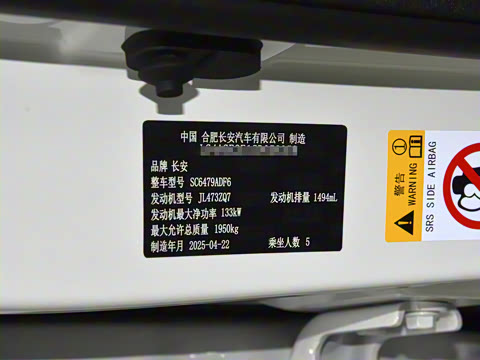 中国 合肥长安汽车有限公司 制造
品牌 长安
整车型号 SC6479ADF6
发动机型号 JL473ZQ7 发动机排量 1494mL
发动机最大净功率 133kW
最大允许总质量 1950kg
制造年月 2025-04-22 乘坐人数 5
警告
WARNING
SRS SIDE AIRBAG